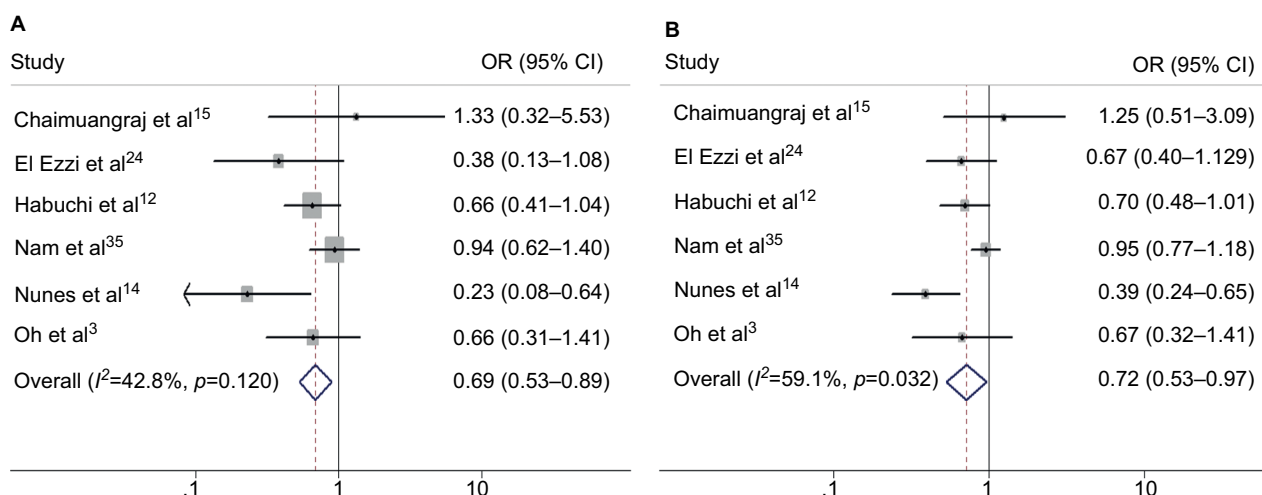 A
Study OR (95% CI)
Chaimuangraj et al15 1.33 (0.32–5.53)
El Ezzi et al24 0.38 (0.13–1.08)
Habuchi et al12 0.66 (0.41–1.04)
Nam et al35 0.94 (0.62–1.40)
Nunes et al14 0.23 (0.08–0.64)
Oh et al3 0.66 (0.31–1.41)
Overall (I2=42.8%, p=0.120) 0.69 (0.53–0.89)
.1 1 10
B
Study OR (95% CI)
Chaimuangraj et al15 1.25 (0.51–3.09)
El Ezzi et al24 0.67 (0.40–1.129)
Habuchi et al12 0.70 (0.48–1.01)
Nam et al35 0.95 (0.77–1.18)
Nunes et al14 0.39 (0.24–0.65)
Oh et al3 0.67 (0.32–1.41)
Overall (I2=59.1%, p=0.032) 0.72 (0.53–0.97)
.1 1 10